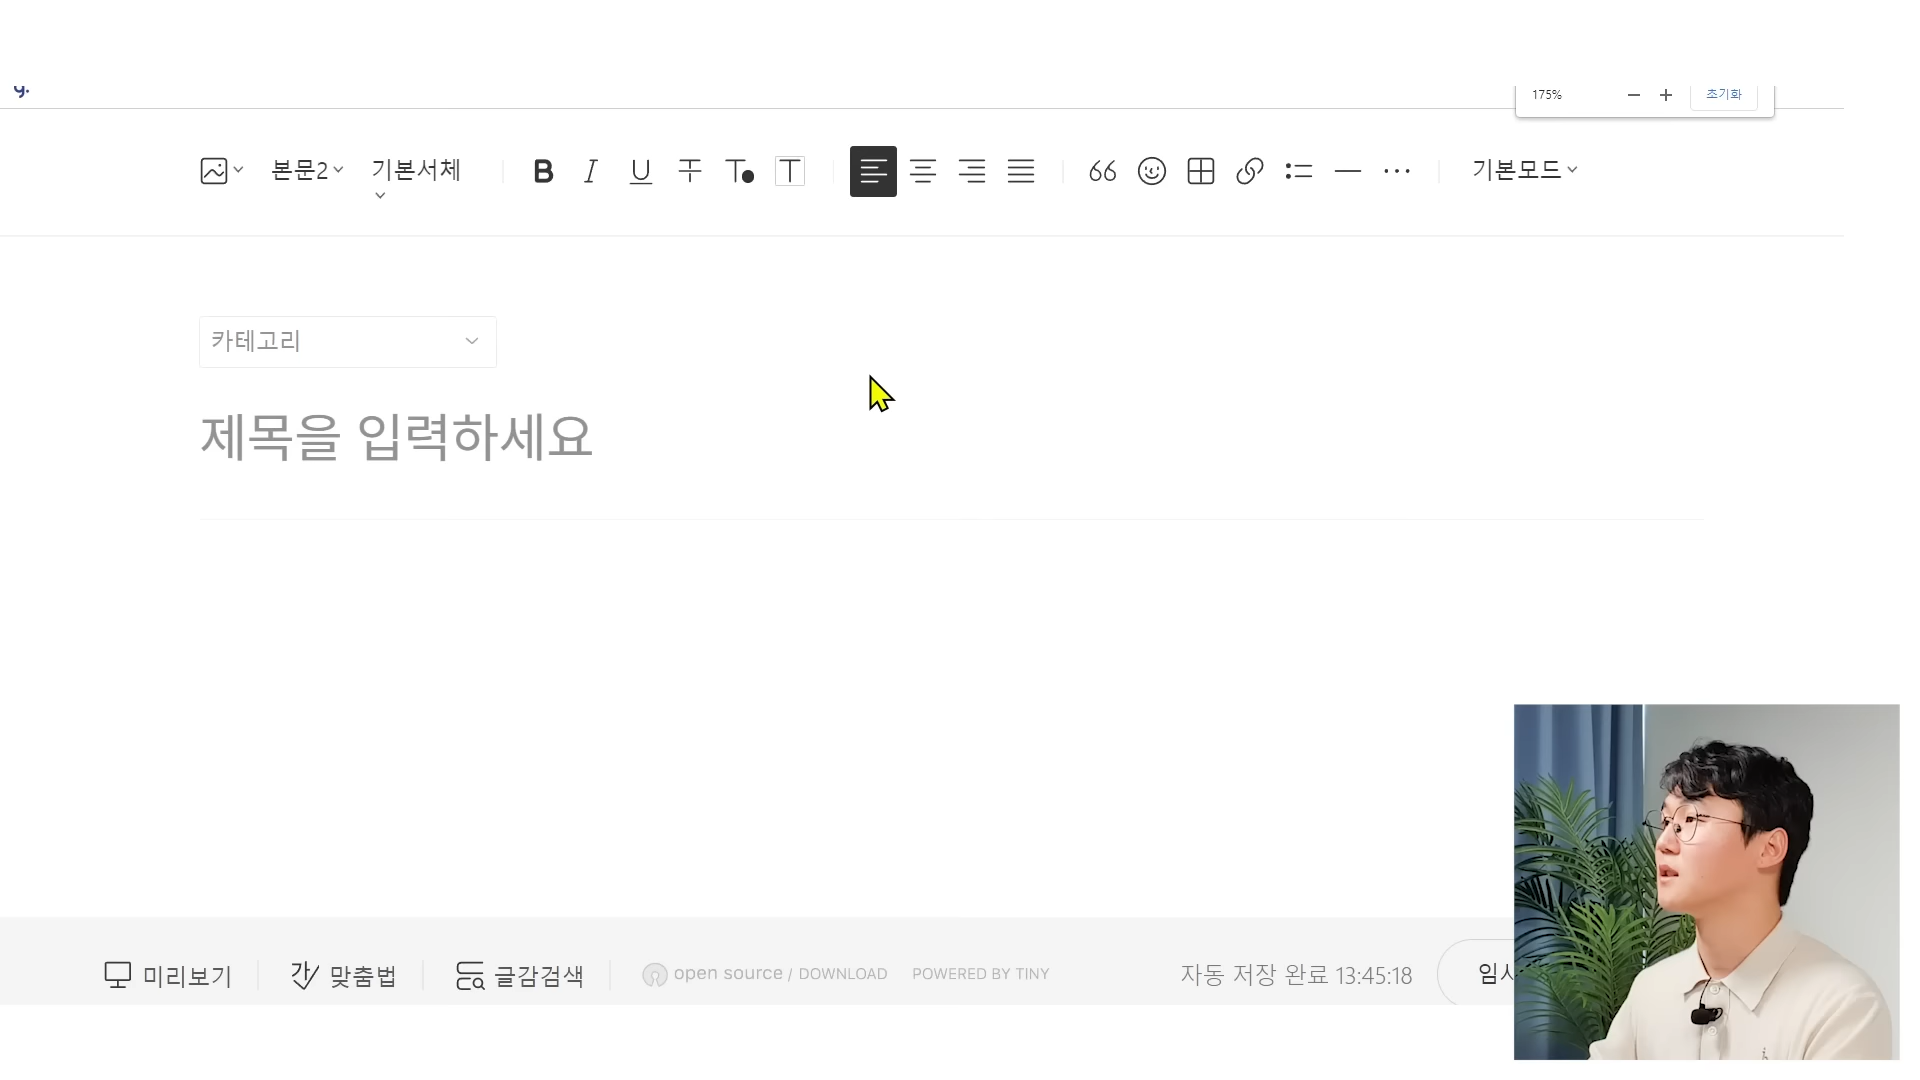 y.
175%
초기화
본문2 기본서체
B I U T T T
기본모드
카테고리
제목을 입력하세요
미리보기 가 맞춤법 글감검색 open source / DOWNLOAD POWERED BY TINY 자동 저장 완료 13:45:18